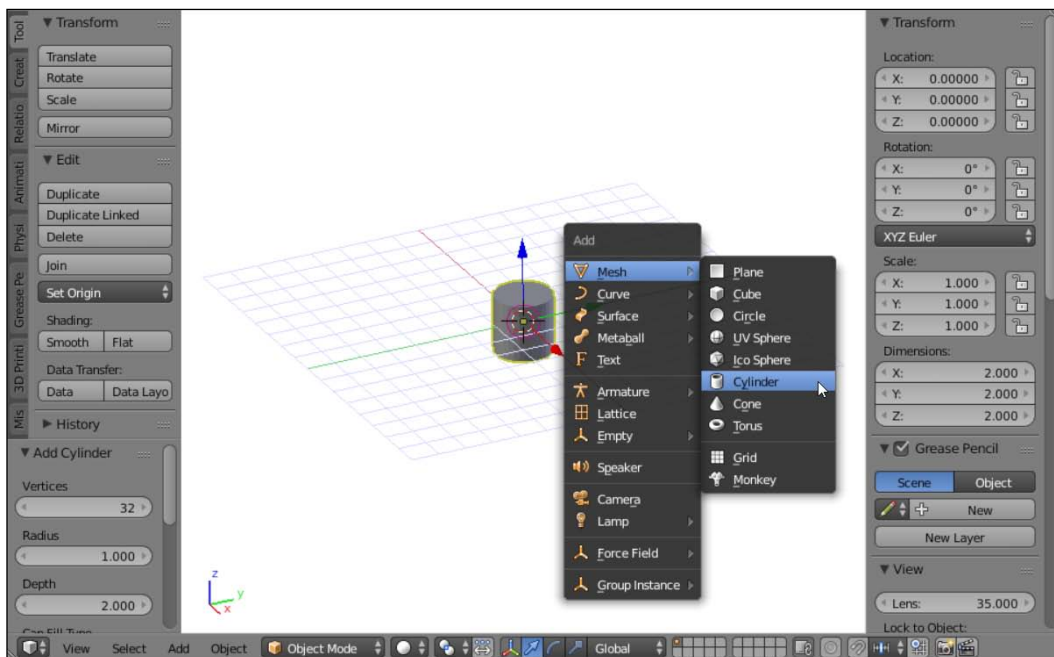 Tool
Creat
Relatio
Animati
Physi
Grease Pe
3D Printi
Mis
Transform
Translate
Rotate
Scale
Mirror
Edit
Duplicate
Duplicate Linked
Delete
Join
Set Origin
Shading:
Smooth Flat
Data Transfer:
Data Data Layo
History
Add Cylinder
Vertices
32
Radius
1.000
Depth
2.000
z
y
x
Add
Mesh
Curve
Surface
Metaball
Text
Armature
Lattice
Empty
Speaker
Camera
Lamp
Force Field
Group Instance
Plane
Cube
Circle
UV Sphere
Ico Sphere
Cylinder
Cone
Torus
Grid
Monkey
Transform
Location:
X: 0.00000
Y: 0.00000
Z: 0.00000
Rotation:
X: 0°
Y: 0°
Z: 0°
XYZ Euler
Scale:
X: 1.000
Y: 1.000
Z: 1.000
Dimensions:
X: 2.000
Y: 2.000
Z: 2.000
Grease Pencil
Scene Object
New
New Layer
View
Lens: 35.000
Lock to Object:
View Select Add Object Object Mode Global